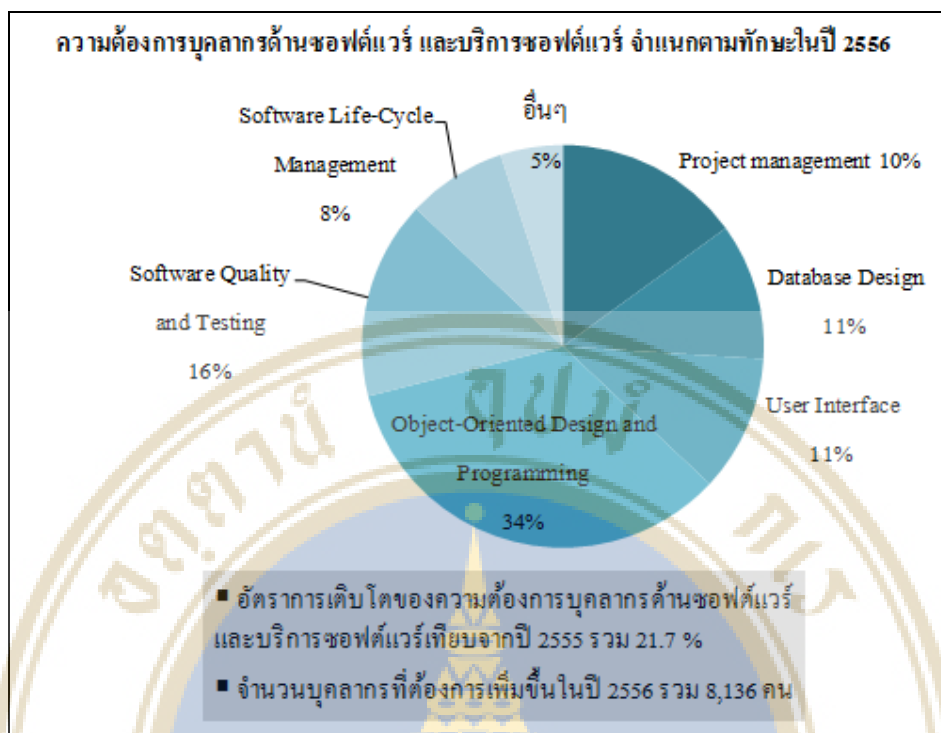 ความต้องการบุคลากรด้านซอฟต์แวร์ และบริการซอฟต์แวร์ จำแนกตามทักษะในปี 2556
อื่นๆ
5%
Project management 10%
Database Design
11%
User Interface
11%
Object-Oriented Design and
Programming
34%
Software Quality
and Testing
16%
Software Life-Cycle
Management
8%
▪ อัตราการเติบโตของความต้องการบุคลากรด้านซอฟต์แวร์
และบริการซอฟต์แวร์เทียบจากปี 2555 รวม 21.7 %
▪ จำนวนบุคลากรที่ต้องการเพิ่มขึ้นในปี 2556 รวม 8,136 คน